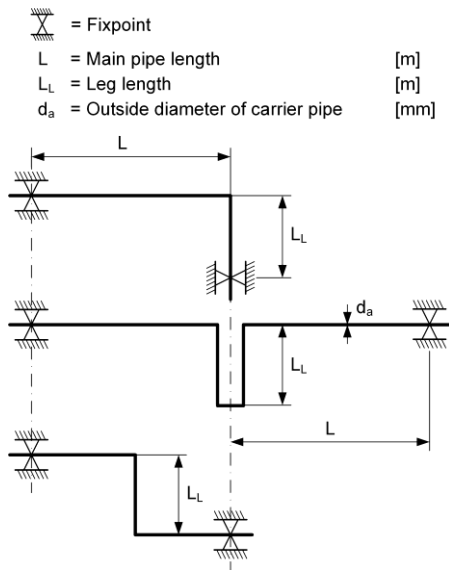 = Fixpoint
L = Main pipe length [m]
L_L = Leg length [m]
d_a = Outside diameter of carrier pipe [mm]
L
L_L
d_a
L_L
L
L_L